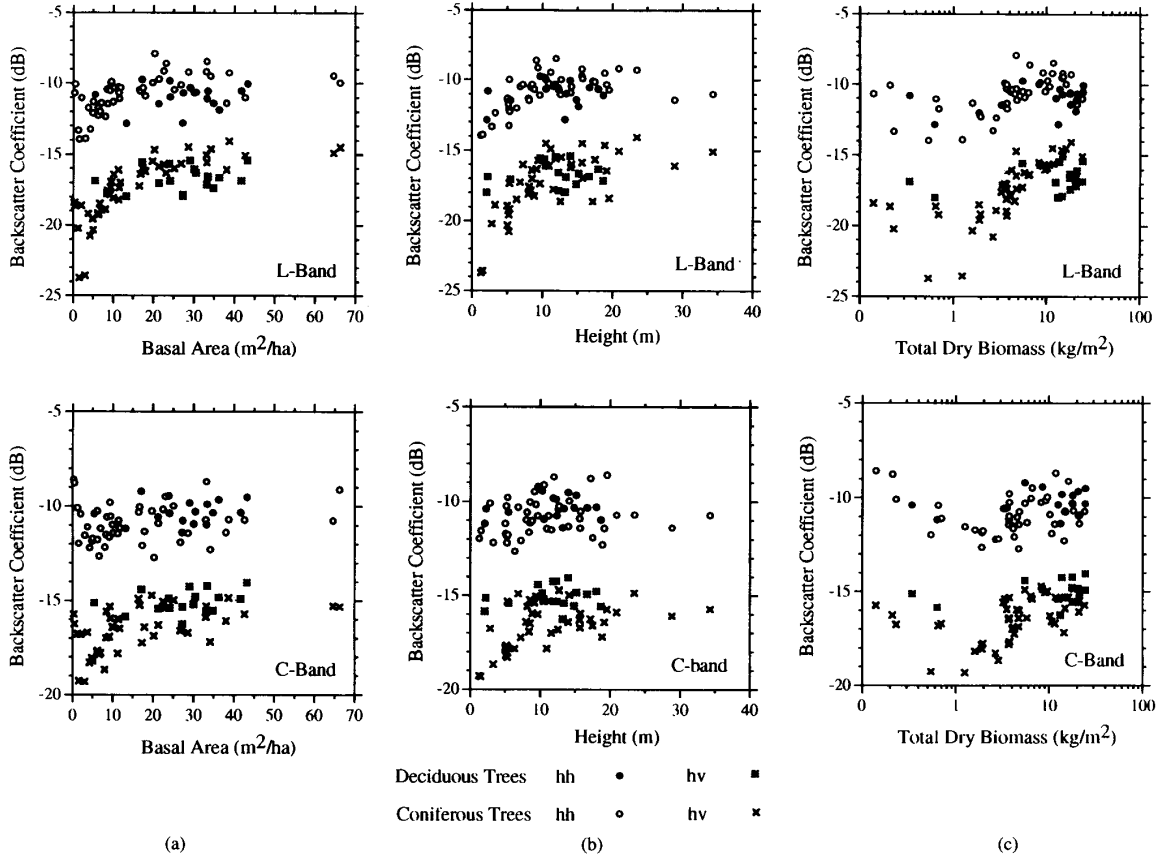 -5
-10
-15
-20
-25
Backscatter Coefficient (dB)
L-Band
0 10 20 30 40 50 60 70
Basal Area (m2/ha)
-5
-10
-15
-20
-25
Backscatter Coefficient (dB)
L-Band
0 10 20 30 40
Height (m)
-5
-10
-15
-20
-25
Backscatter Coefficient (dB)
L-Band
0 1 10 100
Total Dry Biomass (kg/m2)
-5
-10
-15
-20
Backscatter Coefficient (dB)
C-Band
0 10 20 30 40 50 60 70
Basal Area (m2/ha)
-5
-10
-15
-20
Backscatter Coefficient (dB)
C-band
0 10 20 30 40
Height (m)
-5
-10
-15
-20
Backscatter Coefficient (dB)
C-Band
0 1 10 100
Total Dry Biomass (kg/m2)
Deciduous Trees hh hv
Coniferous Trees hh hv
(a) (b) (c)